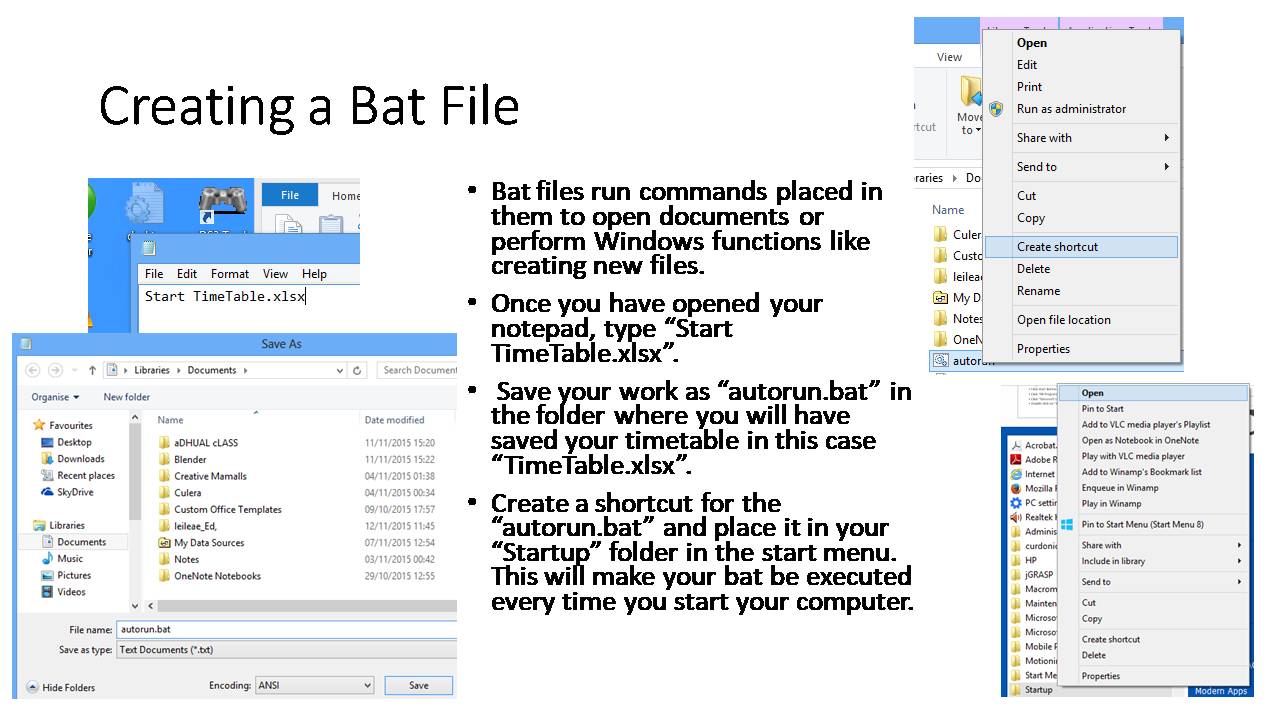 Creating a Bat File
File Home
File Edit Format View Help
Start TimeTable.xlsx
• Bat files run commands placed in
them to open documents or
perform Windows functions like
creating new files.
• Once you have opened your
notepad, type “Start
TimeTable.xlsx”.
• Save your work as “autorun.bat” in
the folder where you will have
saved your timetable in this case
“TimeTable.xlsx”.
• Create a shortcut for the
“autorun.bat” and place it in your
“Startup” folder in the start menu.
This will make your bat be executed
every time you start your computer.
Save As
Libraries Documents
Search Documen
Organise New folder
Favourites
Desktop
Downloads
Recent places
SkyDrive
Libraries
Documents
Music
Pictures
Videos
Name Date modified
aDHUAL cLASS 11/11/2015 15:20
Blender 11/11/2015 15:22
Creative Mamalls 04/11/2015 01:38
Culera 04/11/2015 00:34
Custom Office Templates 09/10/2015 17:57
leileae_Ed, 12/11/2015 11:45
My Data Sources 07/11/2015 12:54
Notes 03/11/2015 00:42
OneNote Notebooks 29/10/2015 12:55
File name: autorun.bat
Save as type: Text Documents (*.txt)
Hide Folders
Encoding: ANSI
Save
View
Move
to
rtcut
raries Do
Name
Culer
Custo
leilea
My Da
Notes
OneN
autorun
Open
Edit
Print
Run as administrator
Share with
Send to
Cut
Copy
Create shortcut
Delete
Rename
Open file location
Properties
Acrobat.
Adobe R
Internet
Mozilla F
PC settin
Realtek H
Adminis
curdonic
HP
jGRASP
Macrom
Mainten
Microso
Microso
Mobile P
Motionin
Start Me
Startup
Open
Pin to Start
Add to VLC media player's Playlist
Open as Notebook in OneNote
Play with VLC media player
Add to Winamp's Bookmark list
Enqueue in Winamp
Play in Winamp
Pin to Start Menu (Start Menu 8)
Share with
Include in library
Send to
Cut
Copy
Create shortcut
Delete
Properties
Modern Apps